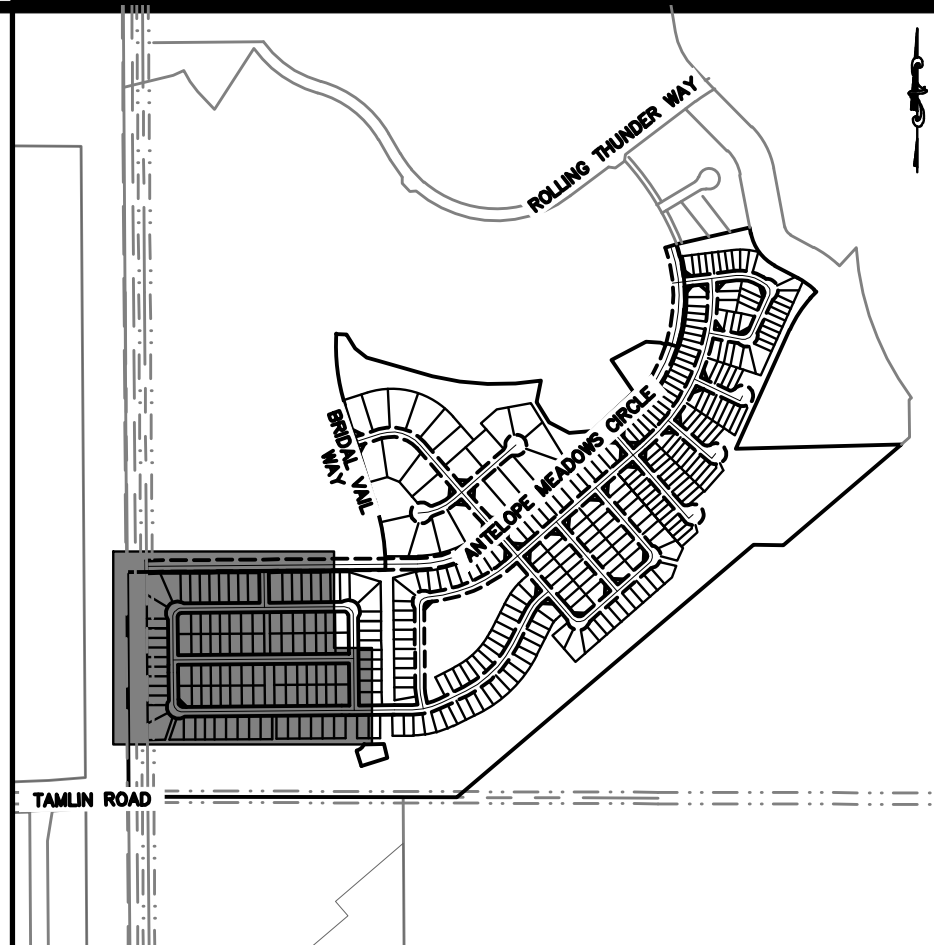 ROLLING THUNDER WAY
BRIDAL VAIL
WAY
ANTELOPE MEADOWS CIRCLE
TAMLIN ROAD